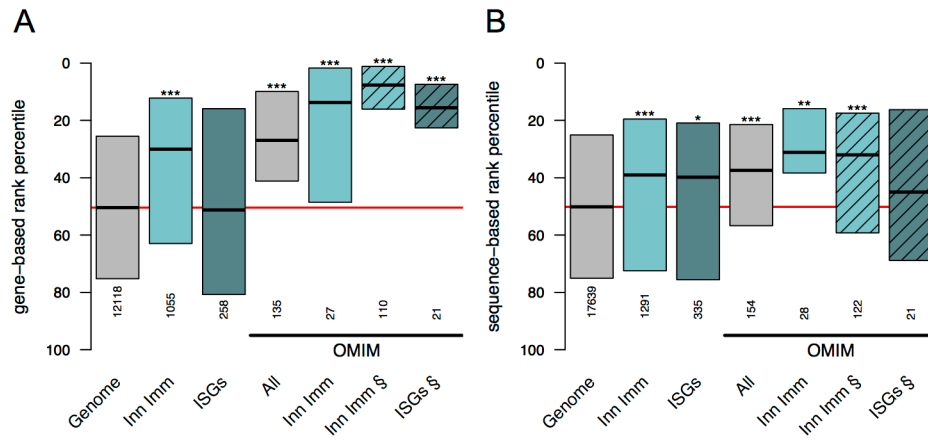 A
gene-based rank percentile
0
20
40
60
80
100
*** *** *** *** ***
12118 1055 258 135 27 110 21
OMIM
Genome Inn Imm ISGs All Inn Imm Inn Imm § ISGs §
B
sequence-based rank percentile
0
20
40
60
80
100
*** * *** ** ***
17639 1291 335 154 28 122 21
OMIM
Genome Inn Imm ISGs All Inn Imm Inn Imm § ISGs §